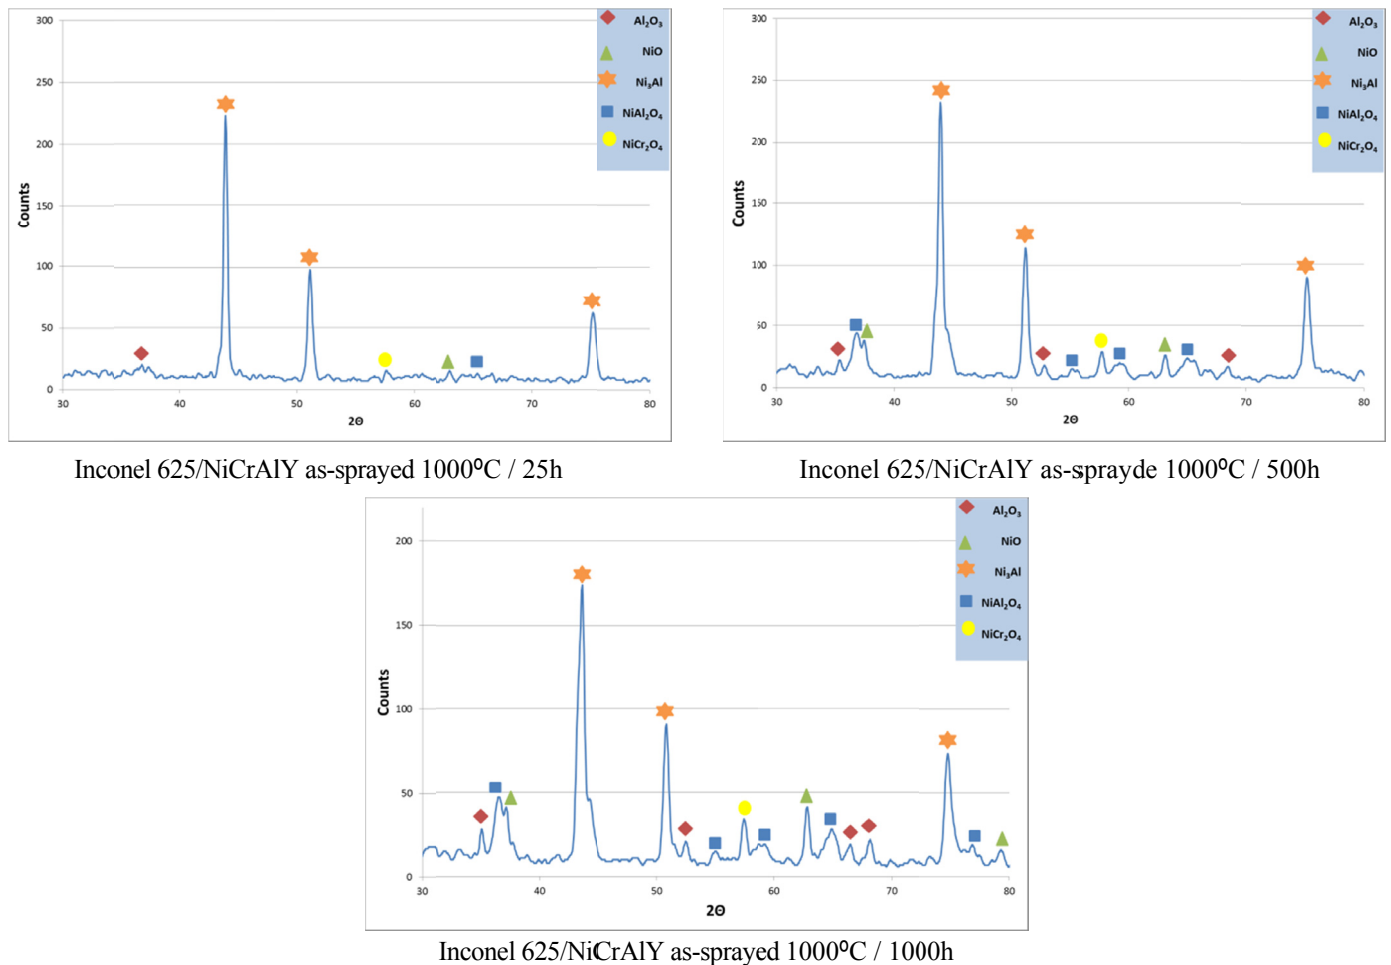 300
250
200
150
100
50
0
Counts
30
40
50
60
70
80
2Θ
Al₂O₃
NiO
Ni₃Al
NiAl₂O₄
NiCr₂O₄
Inconel 625/NiCrAlY as-sprayed 1000⁰C / 25h
300
250
200
150
100
50
0
Counts
30
40
50
60
70
80
2Θ
Al₂O₃
NiO
Ni₃Al
NiAl₂O₄
NiCr₂O₄
Inconel 625/NiCrAlY as-sprayde 1000⁰C / 500h
200
150
100
50
0
Counts
30
40
50
60
70
80
2Θ
Al₂O₃
NiO
Ni₃Al
NiAl₂O₄
NiCr₂O₄
Inconel 625/NiCrAlY as-sprayed 1000⁰C / 1000h